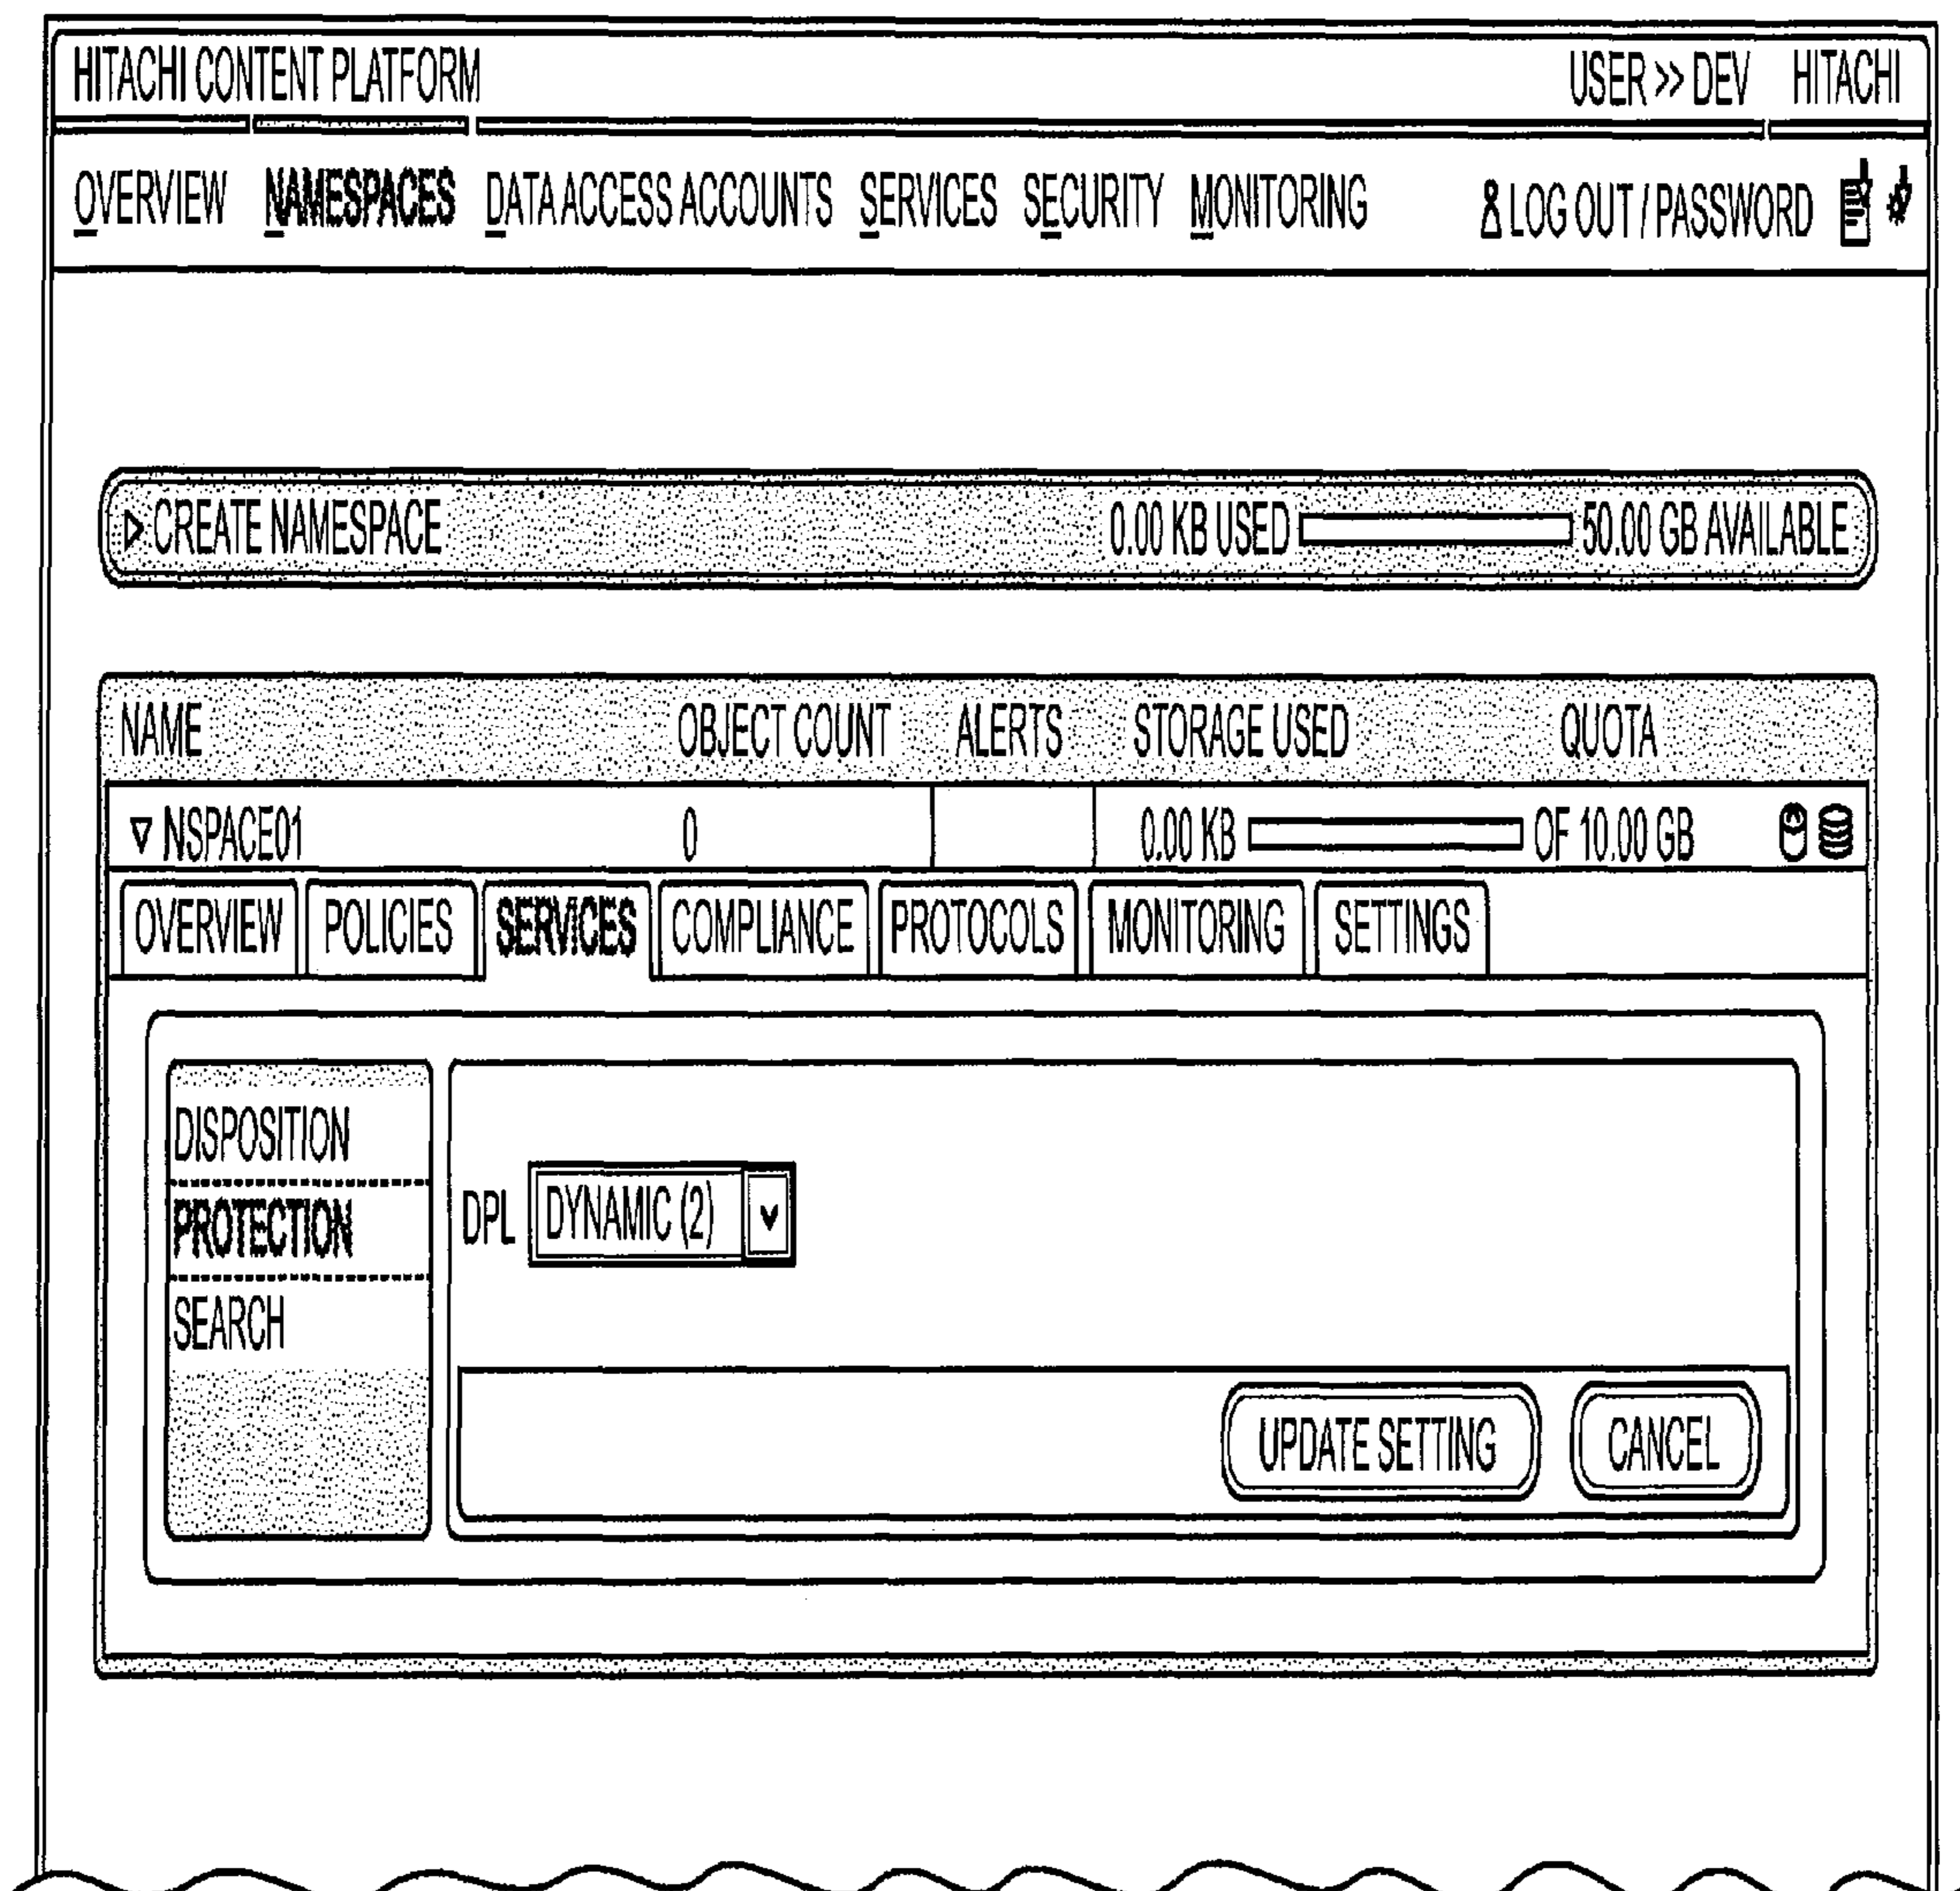 HITACHI CONTENT PLATFORM USER >> DEV HITACHI
OVERVIEW NAMESPACES DATA ACCESS ACCOUNTS SERVICES SECURITY MONITORING LOG OUT / PASSWORD
CREATE NAMESPACE 0.00 KB USED 50.00 GB AVAILABLE
NAME OBJECT COUNT ALERTS STORAGE USED QUOTA
NSPACE01 0 0.00 KB OF 10.00 GB
OVERVIEW POLICIES SERVICES COMPLIANCE PROTOCOLS MONITORING SETTINGS
DISPOSITION
PROTECTION
SEARCH
DPL DYNAMIC (2)
UPDATE SETTING CANCEL